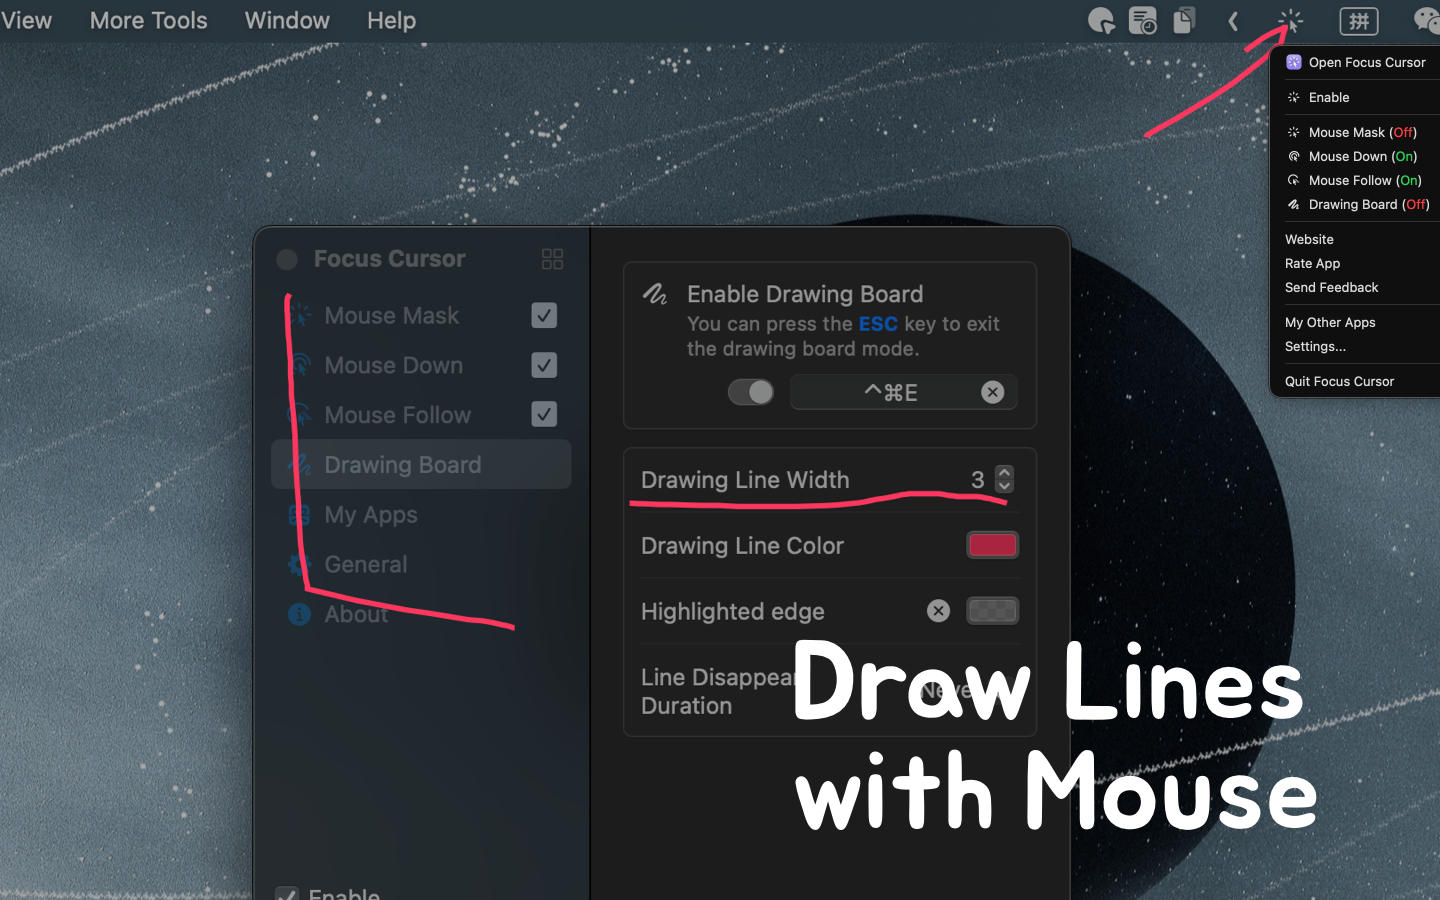 View More Tools Window Help
拼
Open Focus Cursor
Enable
Mouse Mask (Off)
Mouse Down (On)
Mouse Follow (On)
Drawing Board (Off)
Website
Rate App
Send Feedback
My Other Apps
Settings...
Quit Focus Cursor
Focus Cursor
Mouse Mask
Mouse Down
Mouse Follow
Drawing Board
My Apps
General
About
Enable
Enable Drawing Board
You can press the ESC key to exit
the drawing board mode.
^⌘E
Drawing Line Width 3
Drawing Line Color
Highlighted edge
Line Disappear
Duration
Draw Lines
with Mouse